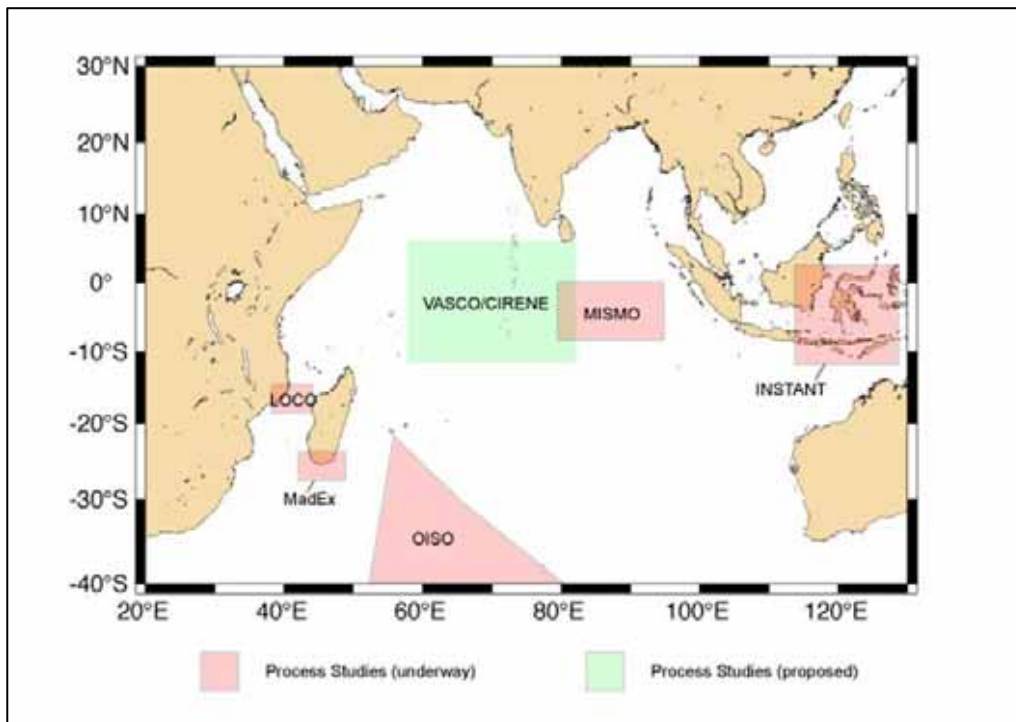 30°N
20°N
10°N
0°
-10°S
-20°S
-30°S
-40°S
20°E 40°E 60°E 80°E 100°E 120°E
VASCO/CIRENE
MISMO
INSTANT
LOCO
MadEx
OISO
Process Studies (underway)
Process Studies (proposed)